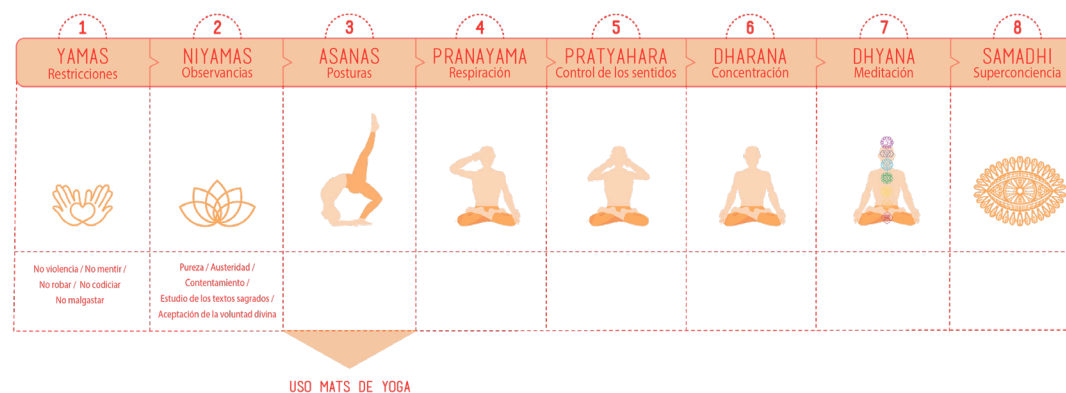 1
YAMAS
Restricciones
2
NIYAMAS
Observancias
3
ASANAS
Posturas
4
PRANAYAMA
Respiración
5
PRATYAHARA
Control de los sentidos
6
DHARANA
Concentración
7
DHYANA
Meditación
8
SAMADHI
Superconciencia
No violencia / No mentir /
No robar / No codiciar
No malgastar
Pureza / Austeridad /
Contentamiento /
Estudio de los textos sagrados /
Aceptación de la voluntad divina
USO MATS DE YOGA